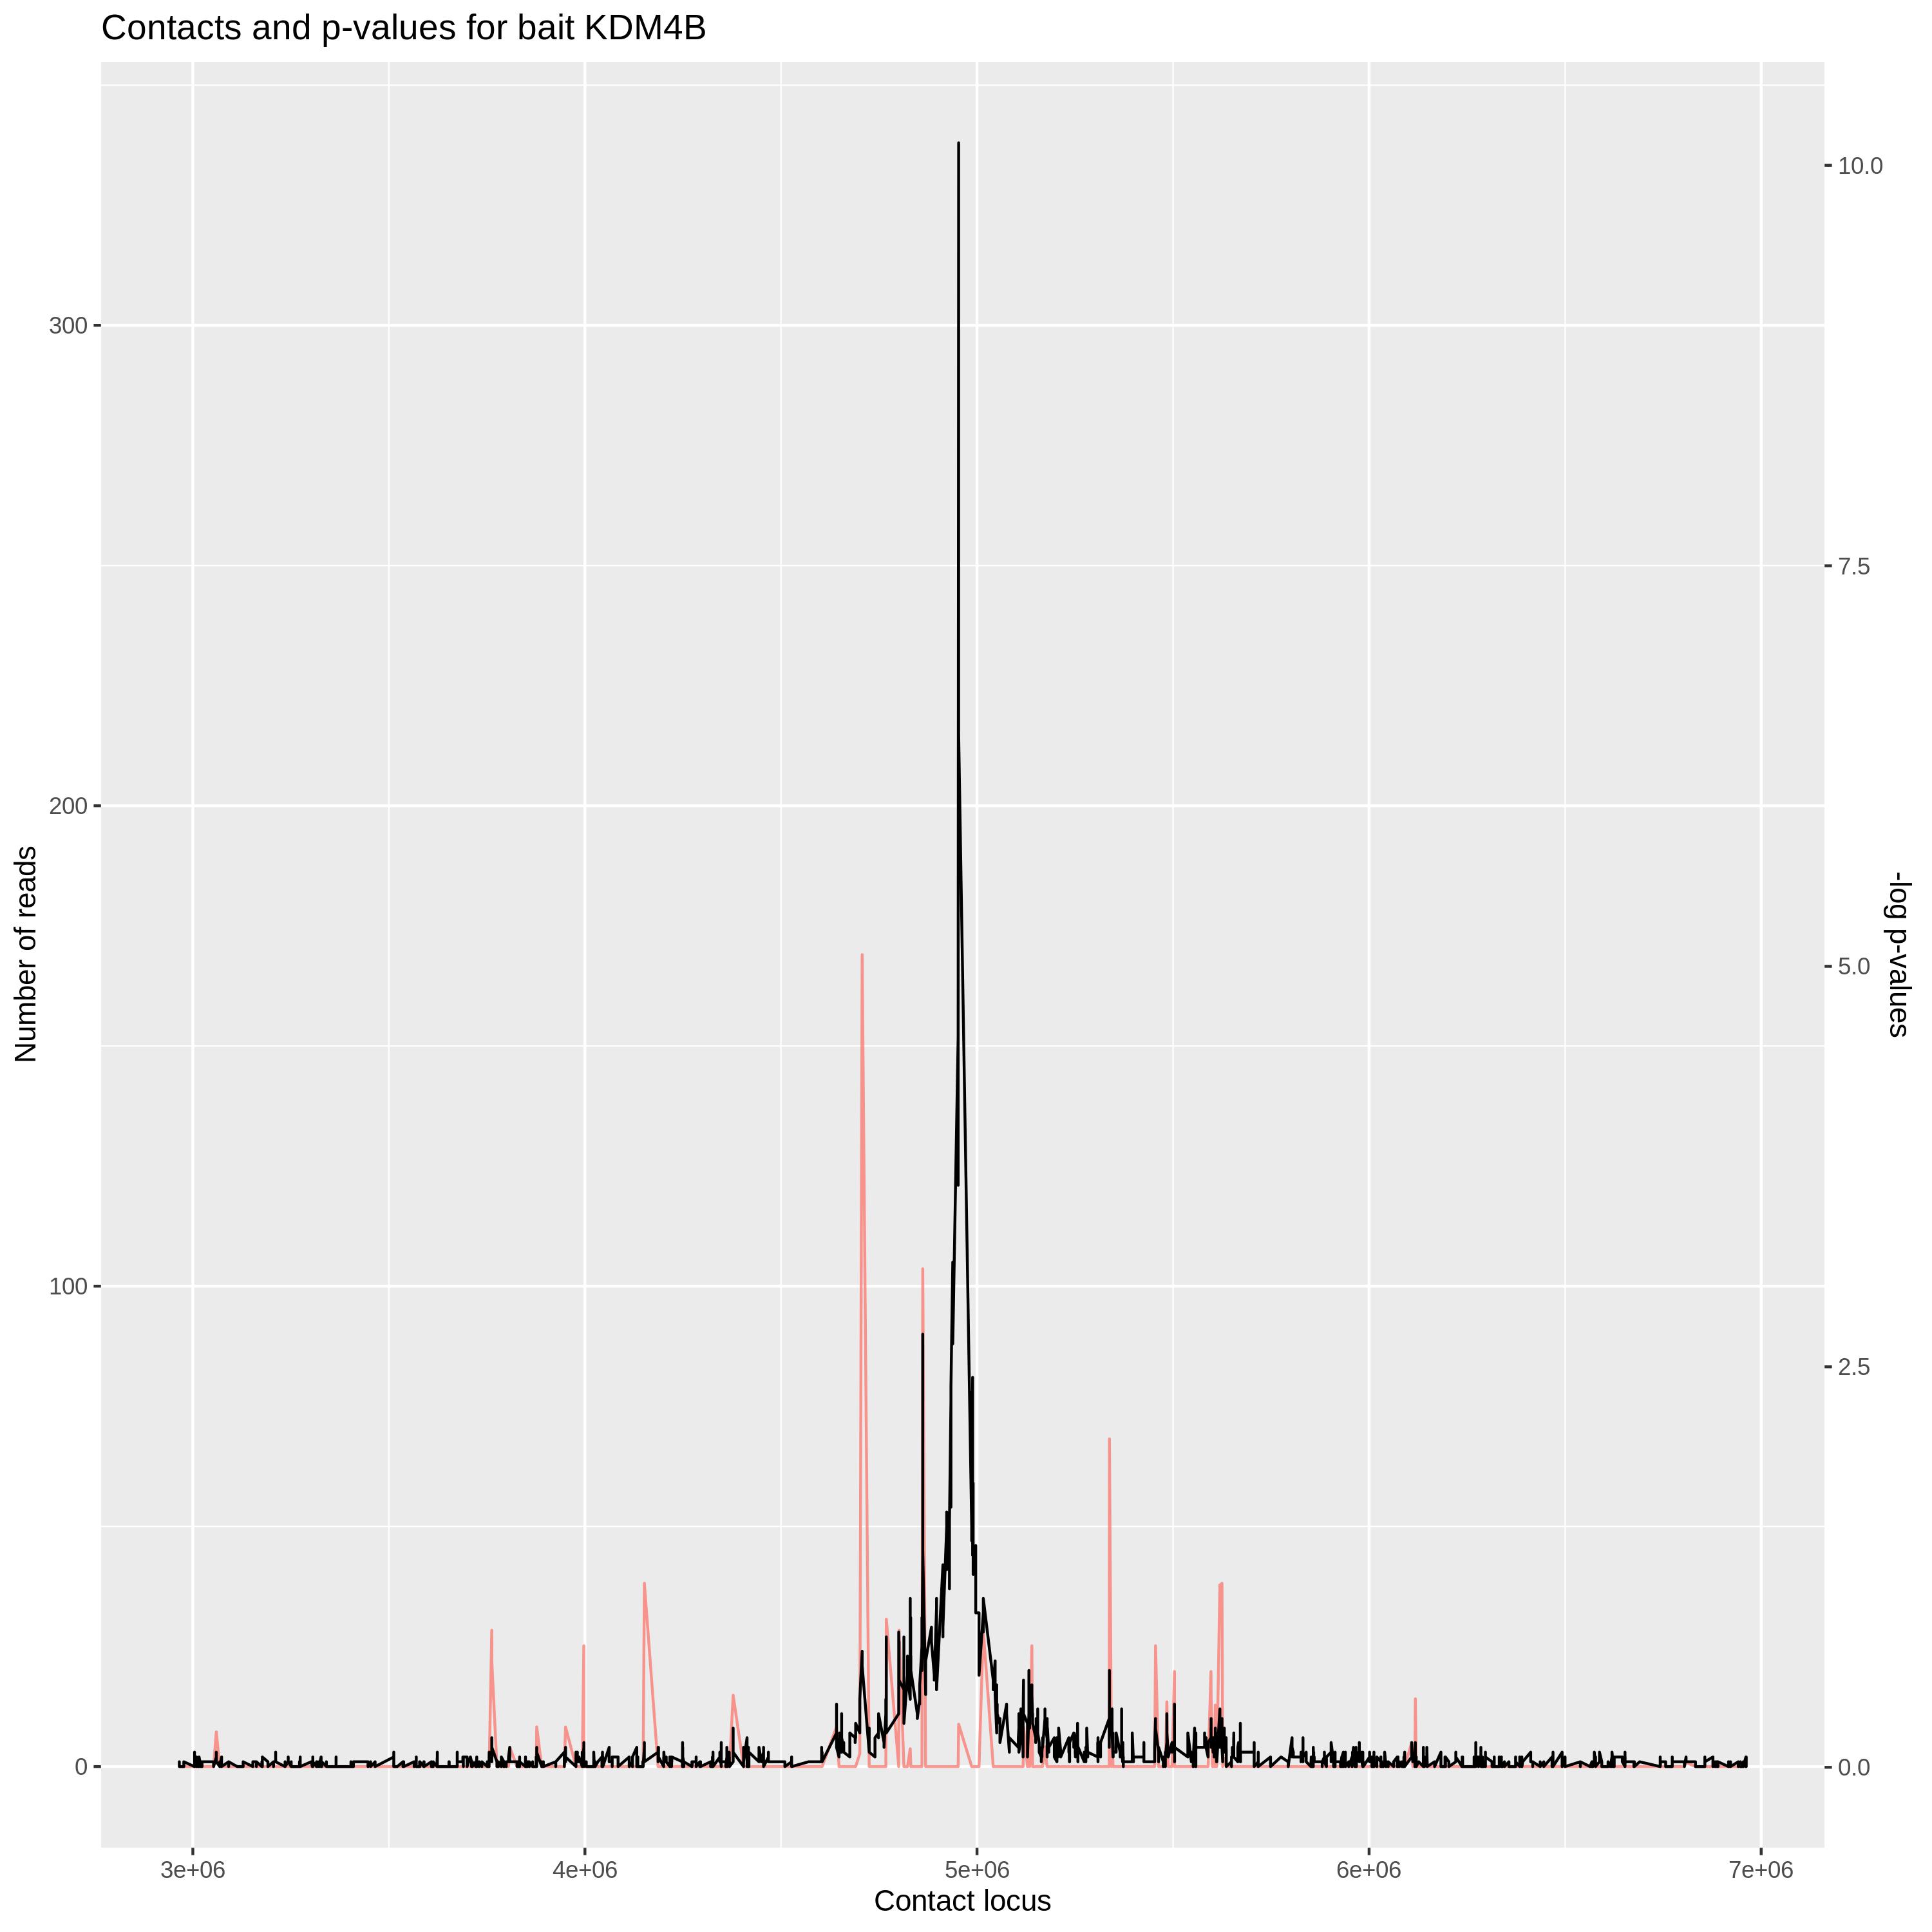 Contacts and p-values for bait KDM4B
Number of reads
300
200
100
0
10.0
7.5
5.0
2.5
0.0
-log p-values
3e+06
4e+06
5e+06
6e+06
7e+06
Contact locus